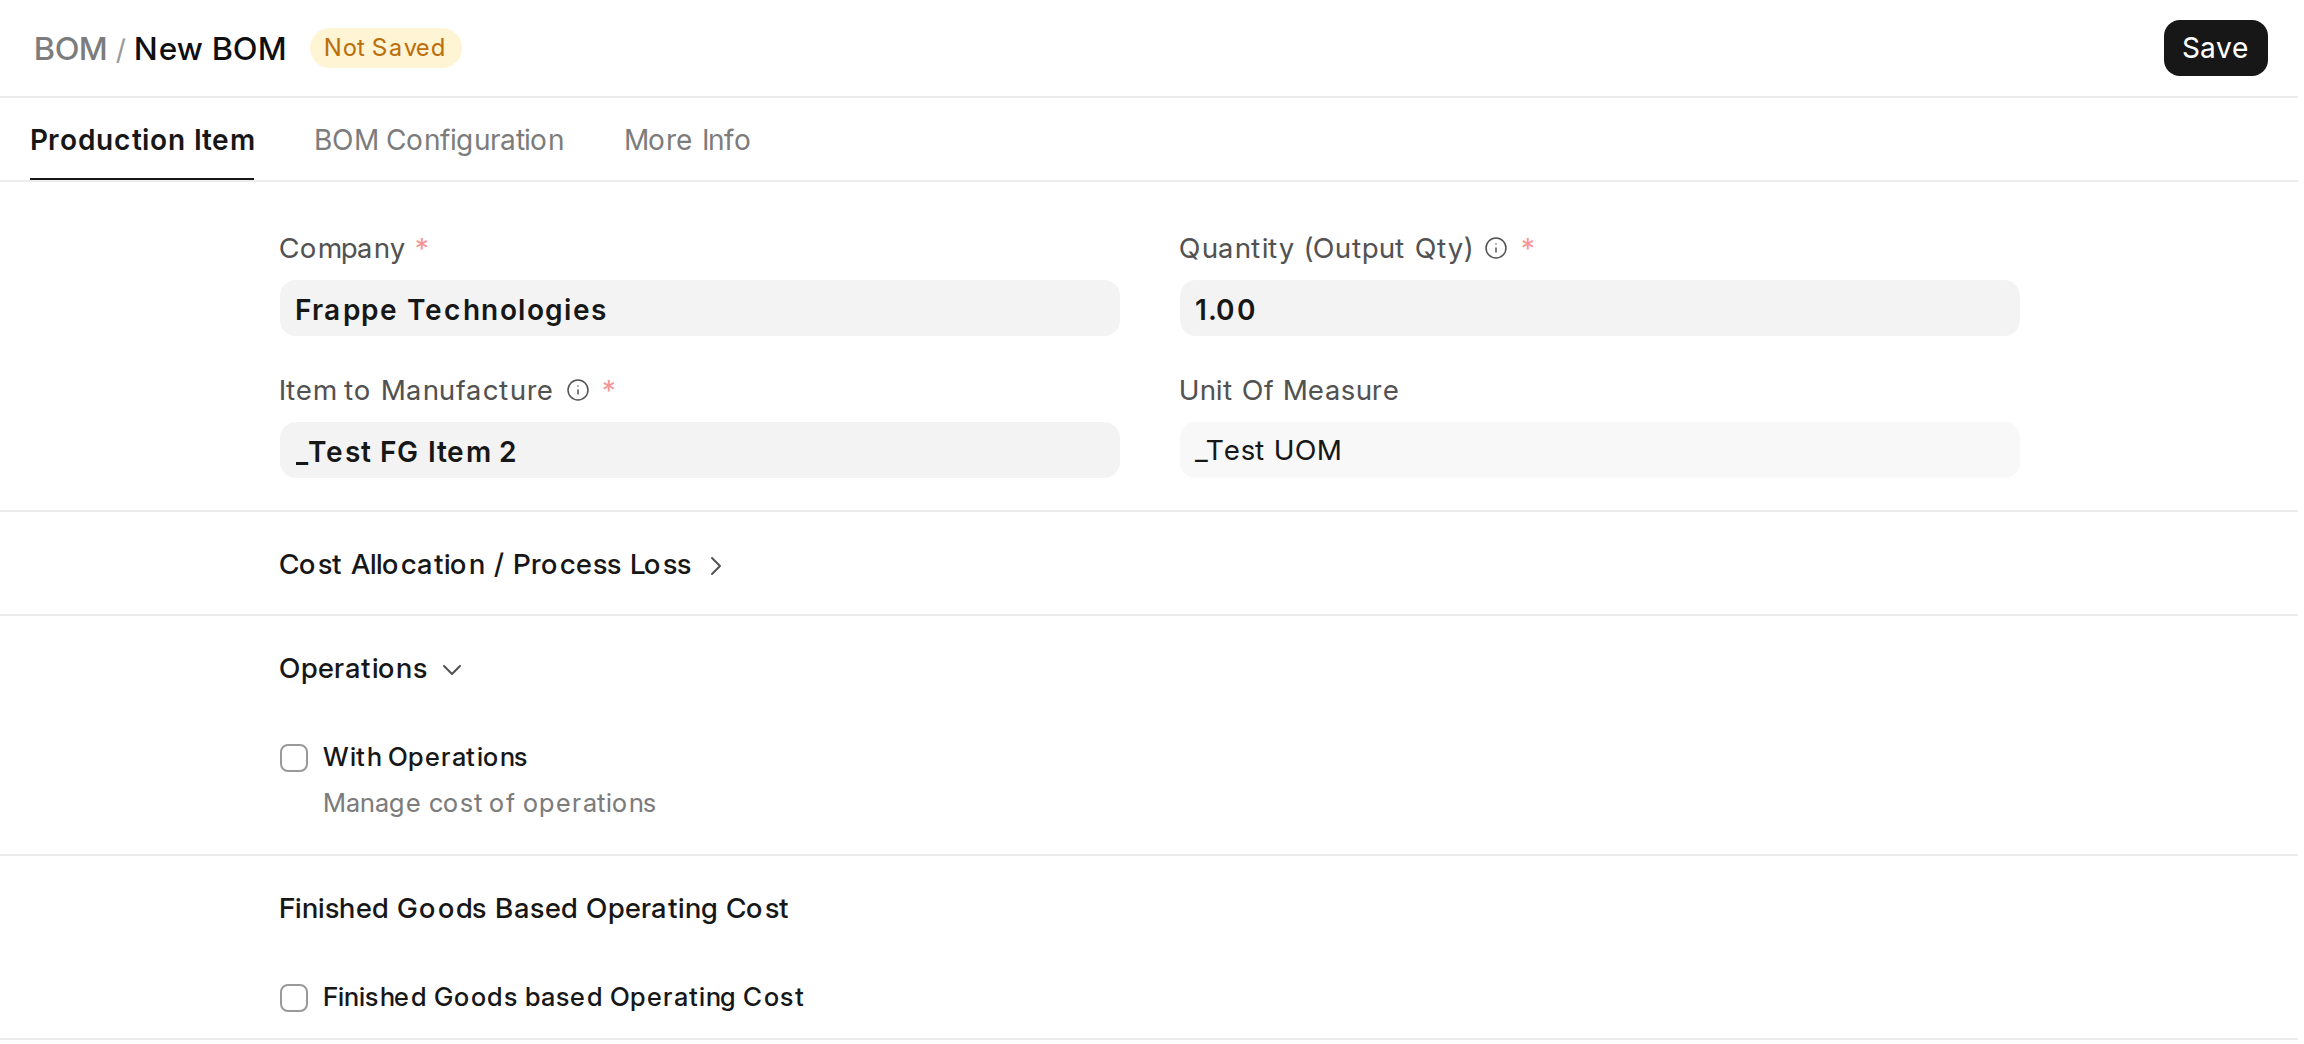 BOM / New BOM Not Saved Save
Production Item BOM Configuration More Info
Company * Quantity (Output Qty) *
Frappe Technologies 1.00
Item to Manufacture * Unit Of Measure
_Test FG Item 2 _Test UOM
Cost Allocation / Process Loss
Operations
With Operations
Manage cost of operations
Finished Goods Based Operating Cost
Finished Goods based Operating Cost